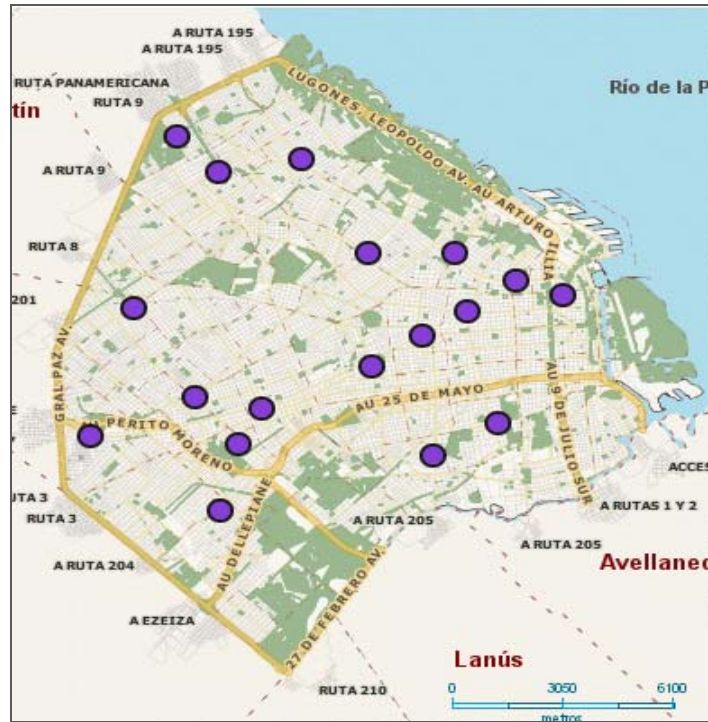 A RUTA 195
A RUTA 195
RUTA PANAMERICANA
RUTA 9
tín
Río de la P
LUGONES, LEOPOLDO AV. AU ARTURO ILLIA
A RUTA 9
RUTA 8
201
GRAL PAZ AV.
AU 25 DE MAYO
PERITO MORENO
AU 9 DE JULIO SUR
ACCES
UTA 3
RUTA 3
A RUTAS 1 Y 2
A RUTA 205
A RUTA 205
AU DELLEPIANE
A RUTA 204
Avellaned
27 DE FEBRERO AV.
A EZEIZA
Lanús
RUTA 210
0 3050 6100
metros